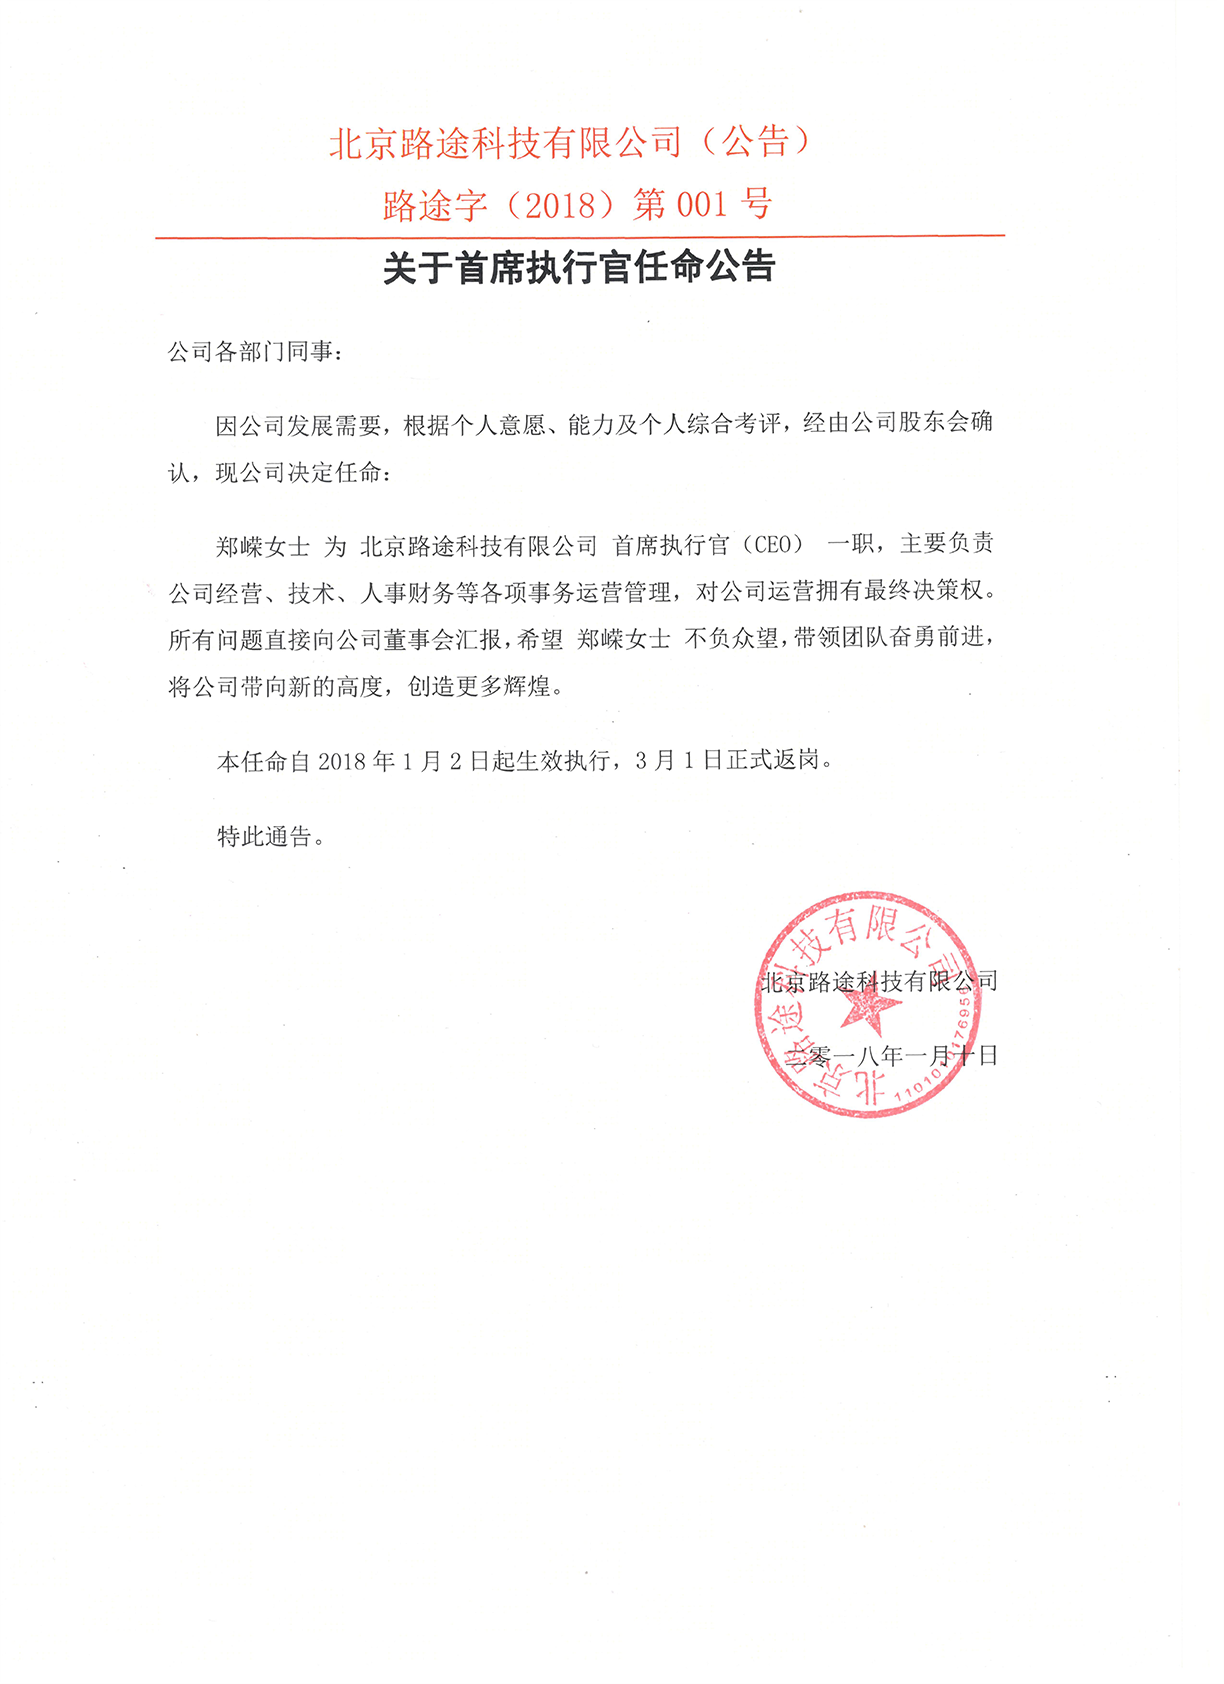 北京路途科技有限公司（公告）
路途字（2018）第 001 号
关于首席执行官任命公告
公司各部门同事：
因公司发展需要，根据个人意愿、能力及个人综合考评，经由公司股东会确
认，现公司决定任命：
郑嵘女士 为 北京路途科技有限公司 首席执行官（CEO） 一职，主要负责
公司经营、技术、人事财务等各项事务运营管理，对公司运营拥有最终决策权。
所有问题直接向公司董事会汇报，希望 郑嵘女士 不负众望，带领团队奋勇前进，
将公司带向新的高度，创造更多辉煌。
本任命自 2018 年 1 月 2 日起生效执行，3 月 1 日正式返岗。
特此通告。
北京路途科技有限公司
二零一八年一月十日
北京路途科技有限公司